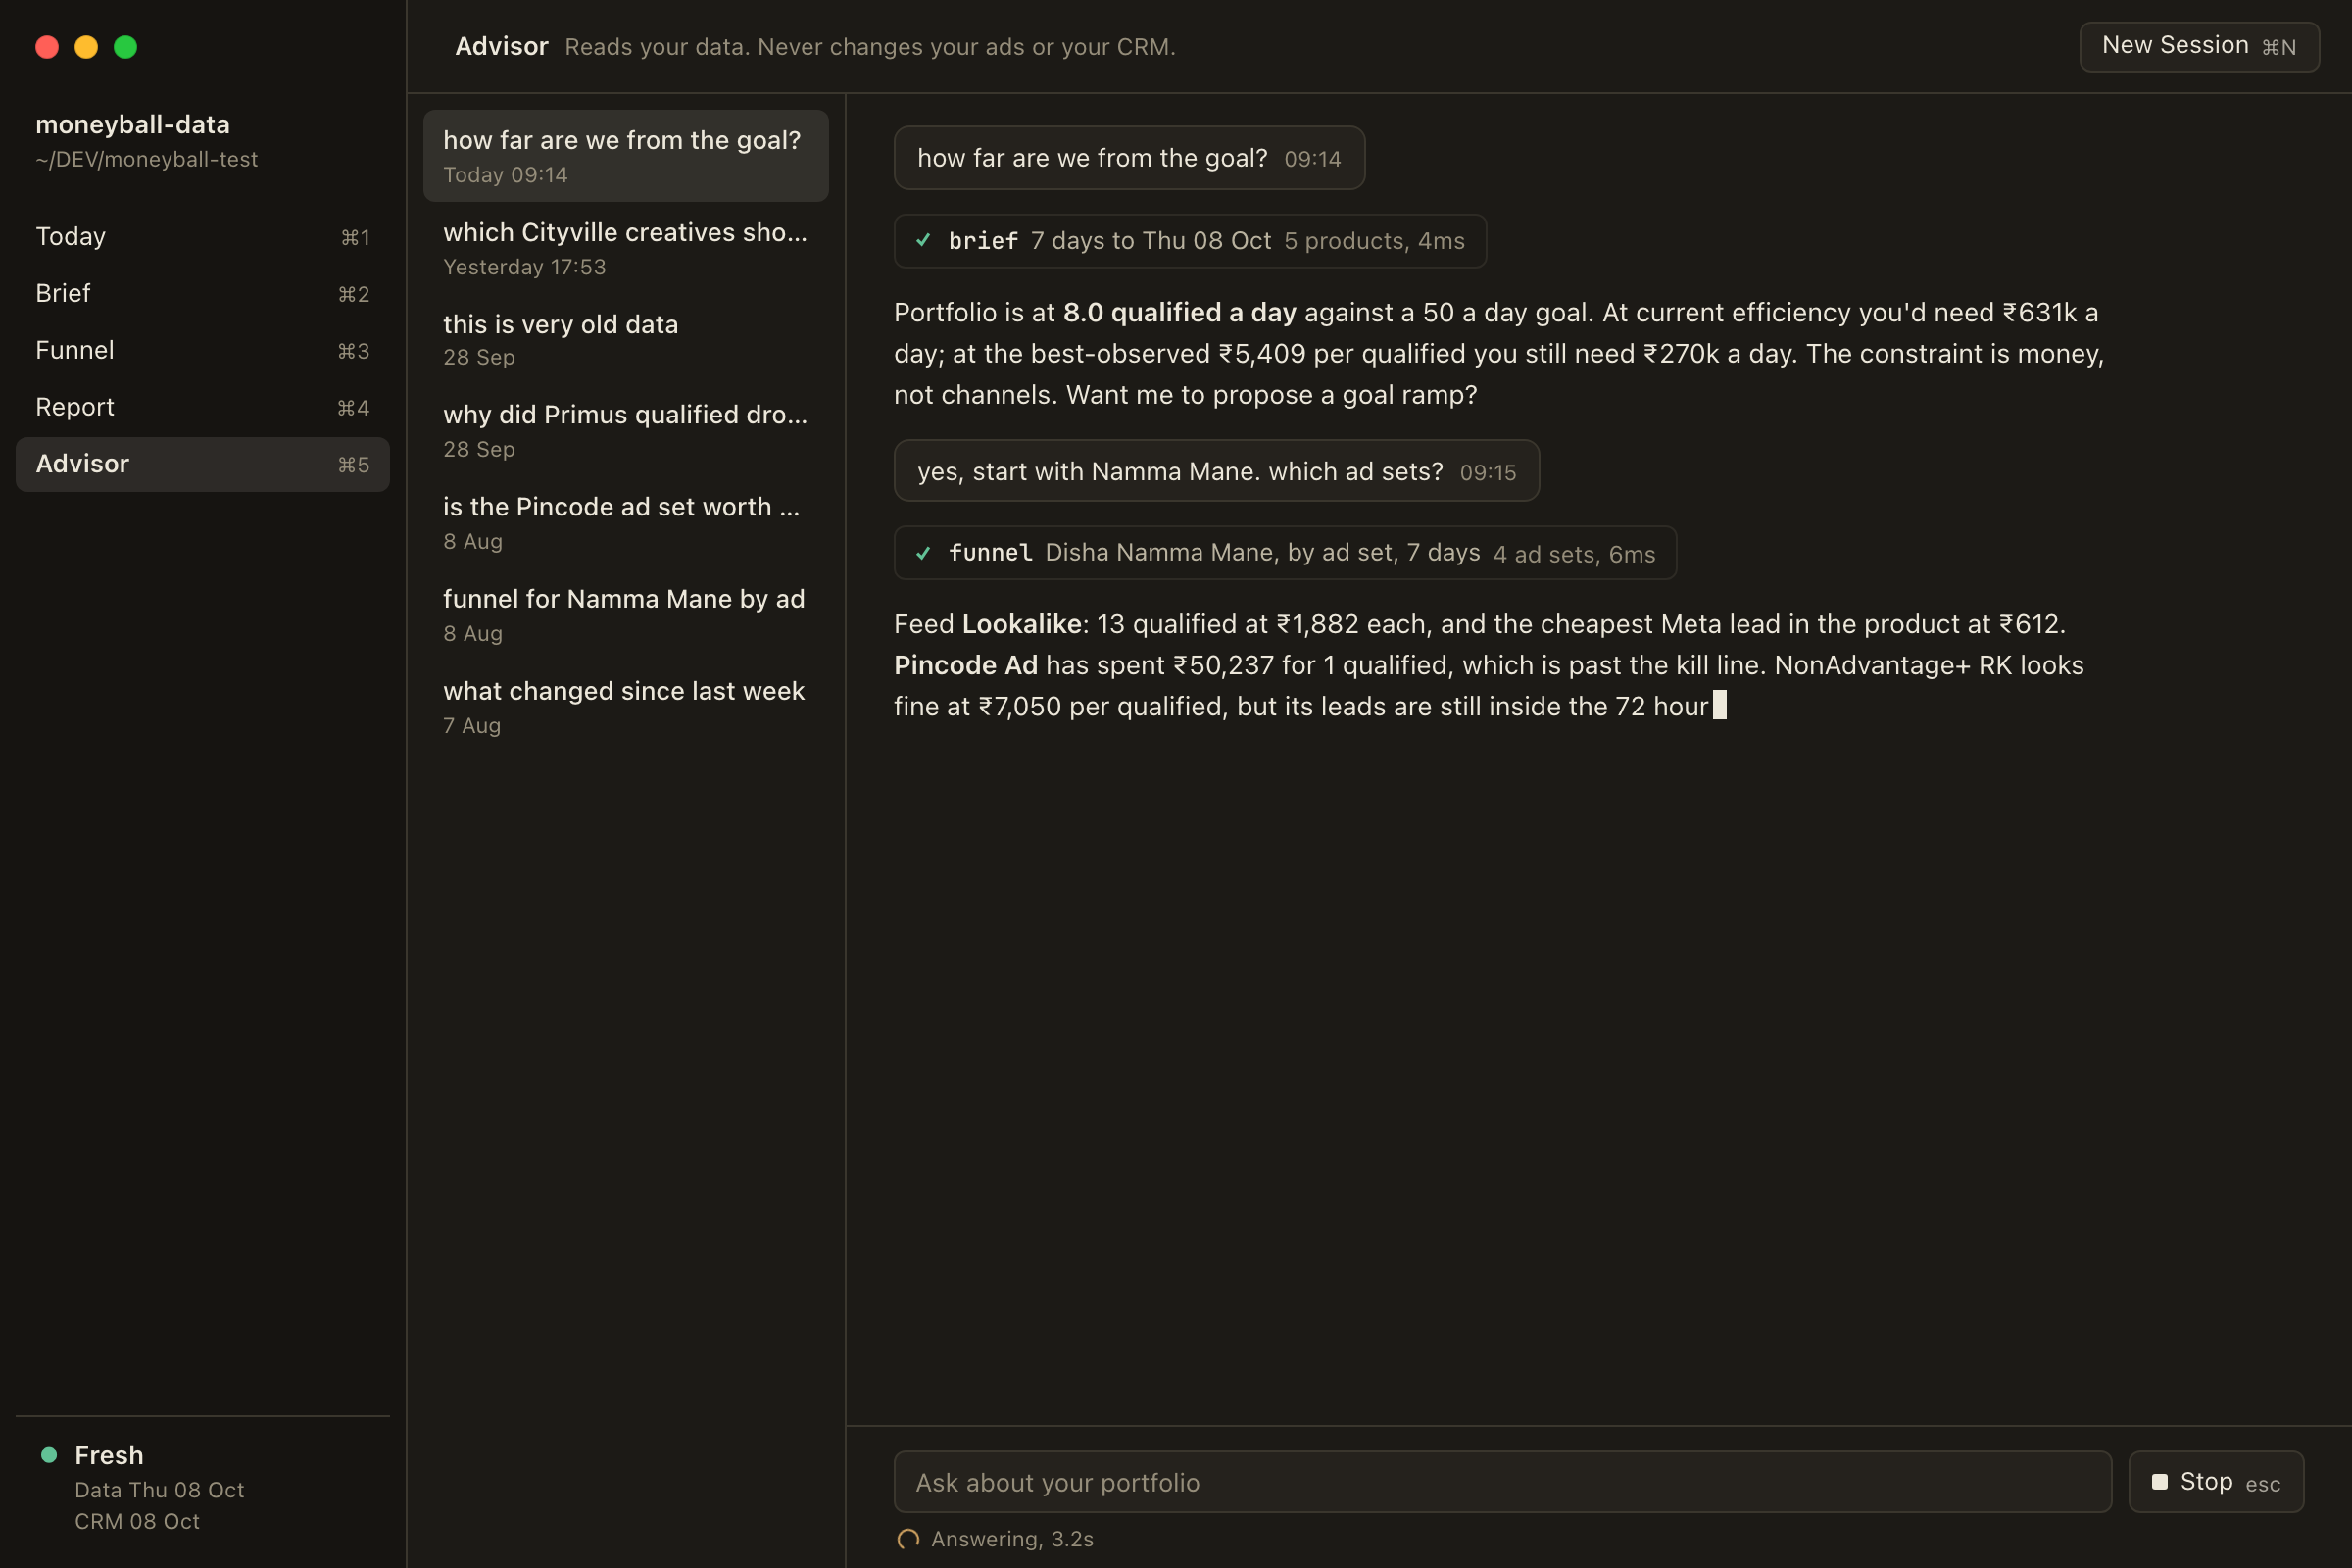 moneyball-data
~/DEV/moneyball-test
Today ⌘1
Brief ⌘2
Funnel ⌘3
Report ⌘4
Advisor ⌘5
Fresh
Data Thu 08 Oct
CRM 08 Oct
Advisor Reads your data. Never changes your ads or your CRM.
New Session ⌘N
how far are we from the goal?
Today 09:14
which Cityville creatives sho...
Yesterday 17:53
this is very old data
28 Sep
why did Primus qualified dro...
28 Sep
is the Pincode ad set worth ...
8 Aug
funnel for Namma Mane by ad
8 Aug
what changed since last week
7 Aug
how far are we from the goal? 09:14
✓ brief 7 days to Thu 08 Oct 5 products, 4ms
Portfolio is at 8.0 qualified a day against a 50 a day goal. At current efficiency you'd need ₹631k a
day; at the best-observed ₹5,409 per qualified you still need ₹270k a day. The constraint is money,
not channels. Want me to propose a goal ramp?
yes, start with Namma Mane. which ad sets? 09:15
✓ funnel Disha Namma Mane, by ad set, 7 days 4 ad sets, 6ms
Feed Lookalike: 13 qualified at ₹1,882 each, and the cheapest Meta lead in the product at ₹612.
Pincode Ad has spent ₹50,237 for 1 qualified, which is past the kill line. NonAdvantage+ RK looks
fine at ₹7,050 per qualified, but its leads are still inside the 72 hour
Ask about your portfolio
Stop esc
Answering, 3.2s